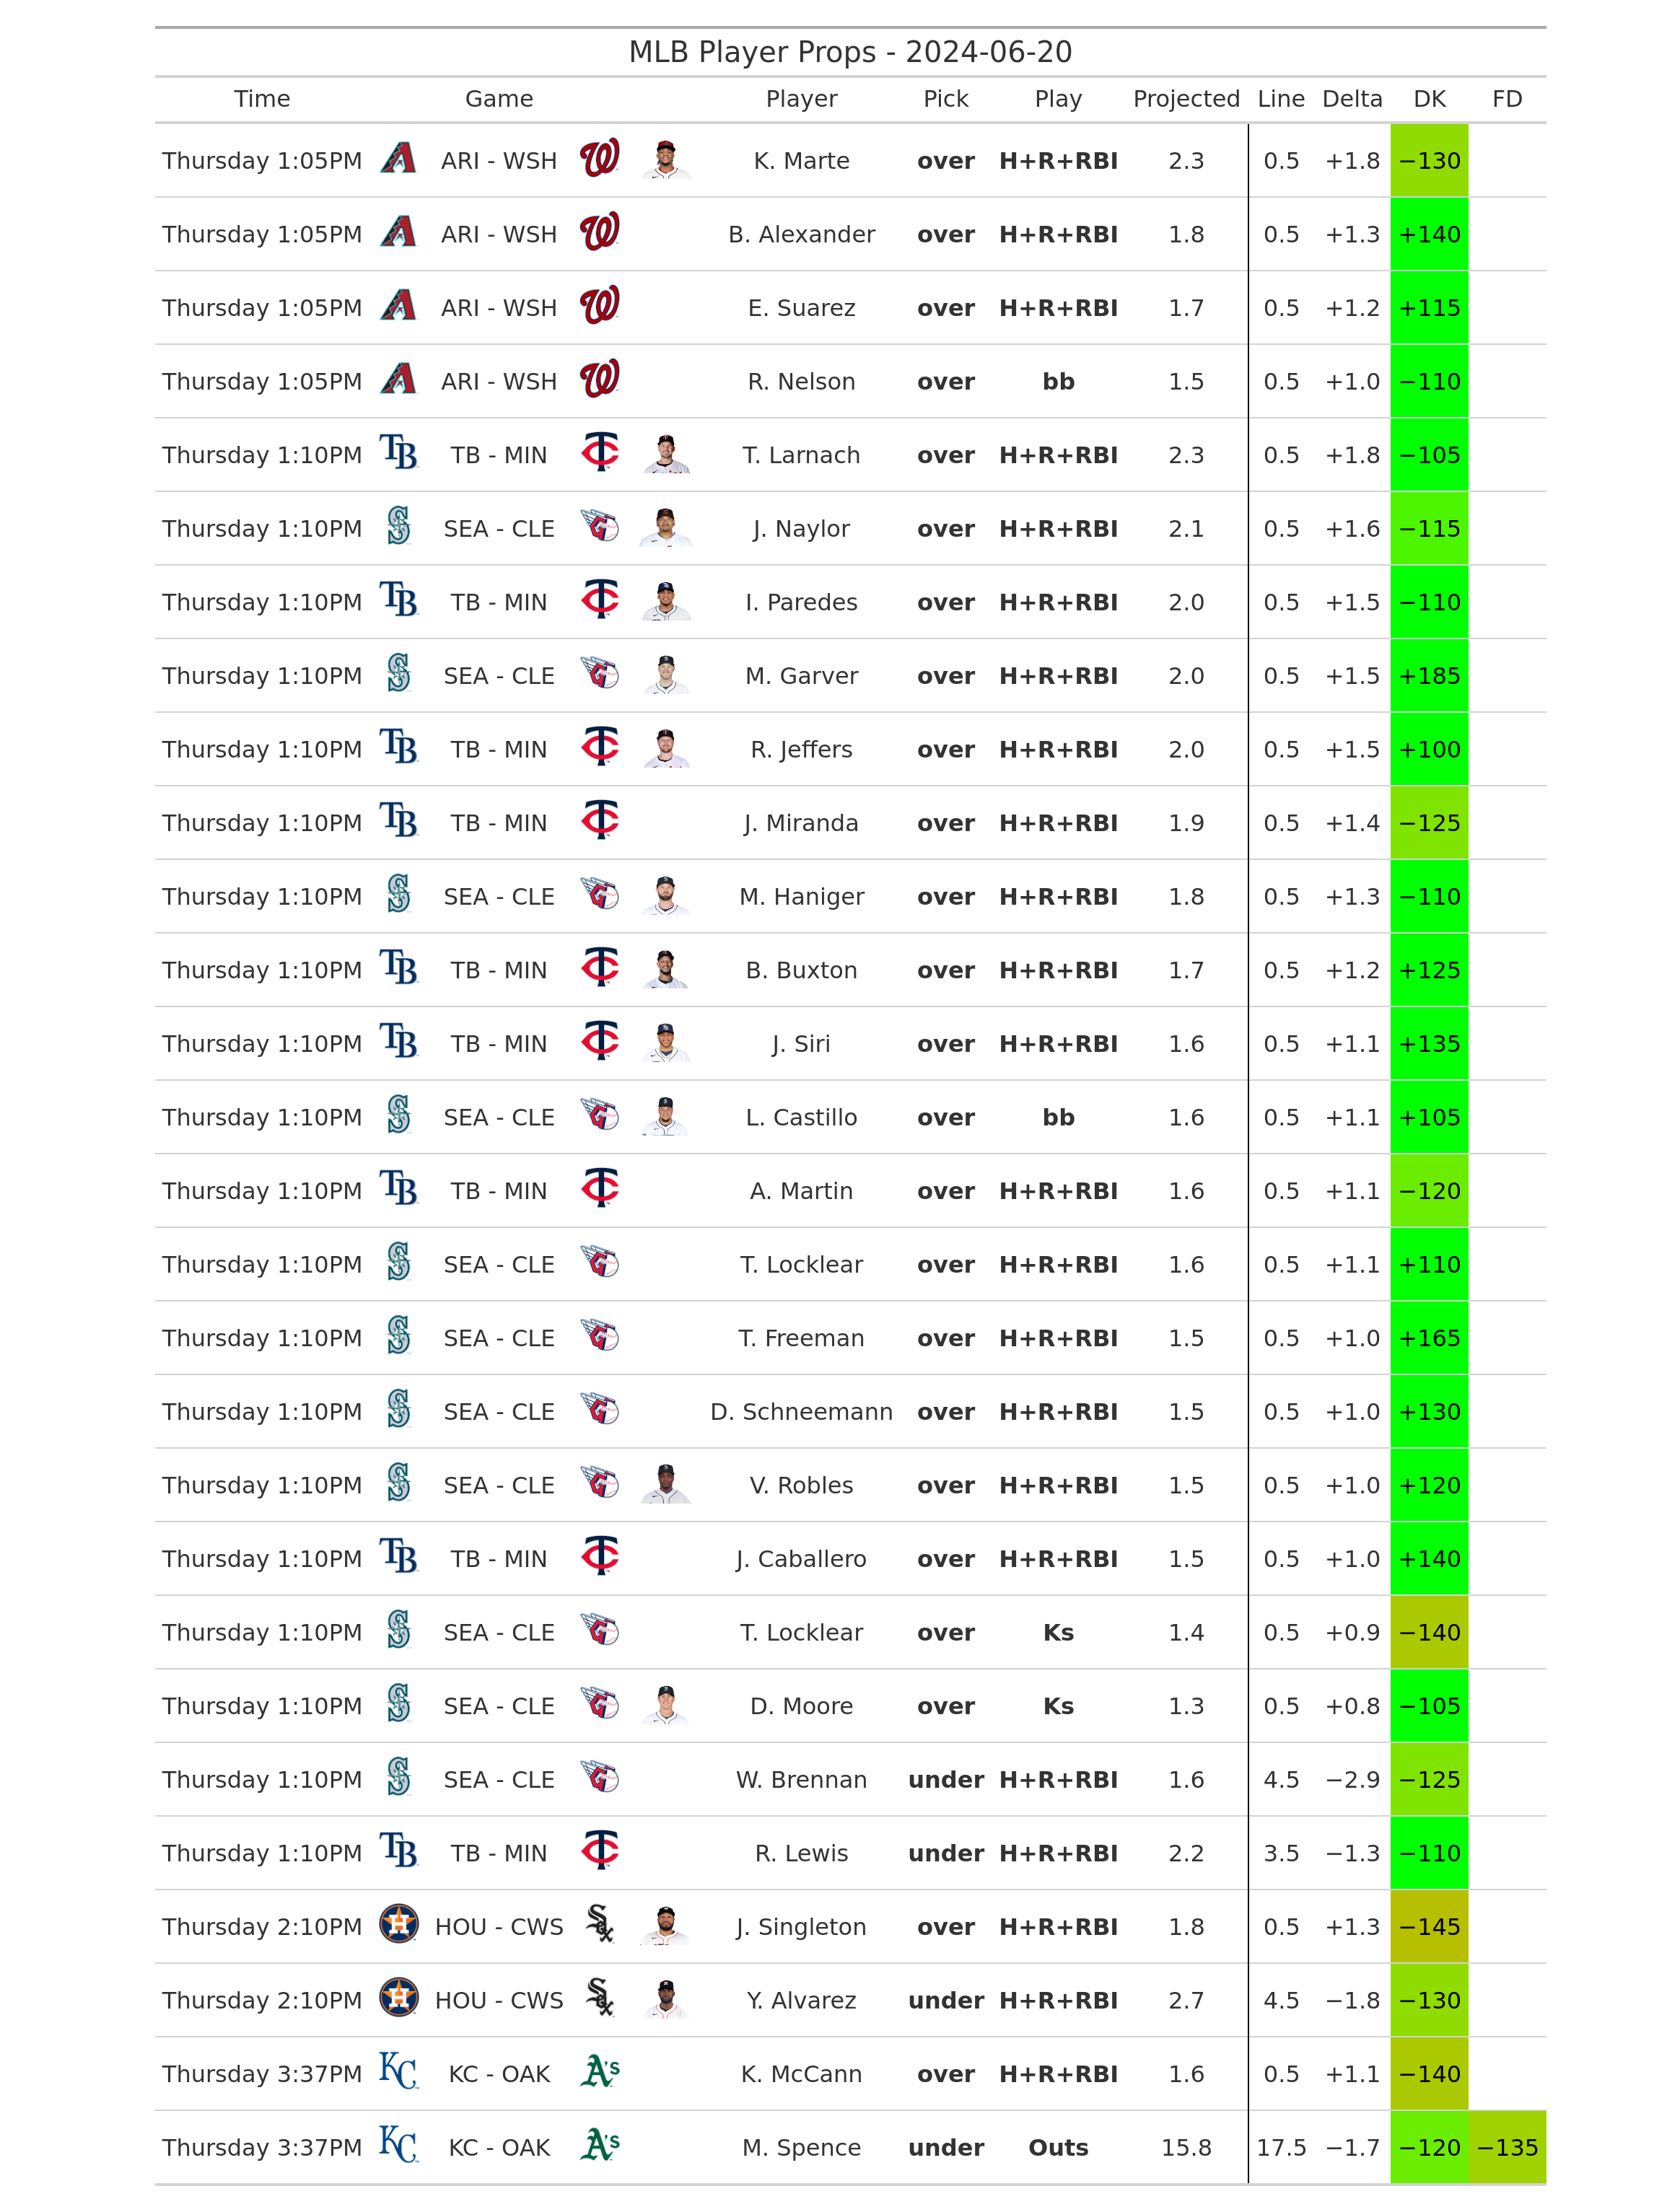 MLB Player Props - 2024-06-20
Time Game Player Pick Play Projected Line Delta DK FD
Thursday 1:05PM ARI - WSH K. Marte over H+R+RBI 2.3 0.5 +1.8 −130
Thursday 1:05PM ARI - WSH B. Alexander over H+R+RBI 1.8 0.5 +1.3 +140
Thursday 1:05PM ARI - WSH E. Suarez over H+R+RBI 1.7 0.5 +1.2 +115
Thursday 1:05PM ARI - WSH R. Nelson over bb 1.5 0.5 +1.0 −110
Thursday 1:10PM TB - MIN T. Larnach over H+R+RBI 2.3 0.5 +1.8 −105
Thursday 1:10PM SEA - CLE J. Naylor over H+R+RBI 2.1 0.5 +1.6 −115
Thursday 1:10PM TB - MIN I. Paredes over H+R+RBI 2.0 0.5 +1.5 −110
Thursday 1:10PM SEA - CLE M. Garver over H+R+RBI 2.0 0.5 +1.5 +185
Thursday 1:10PM TB - MIN R. Jeffers over H+R+RBI 2.0 0.5 +1.5 +100
Thursday 1:10PM TB - MIN J. Miranda over H+R+RBI 1.9 0.5 +1.4 −125
Thursday 1:10PM SEA - CLE M. Haniger over H+R+RBI 1.8 0.5 +1.3 −110
Thursday 1:10PM TB - MIN B. Buxton over H+R+RBI 1.7 0.5 +1.2 +125
Thursday 1:10PM TB - MIN J. Siri over H+R+RBI 1.6 0.5 +1.1 +135
Thursday 1:10PM SEA - CLE L. Castillo over bb 1.6 0.5 +1.1 +105
Thursday 1:10PM TB - MIN A. Martin over H+R+RBI 1.6 0.5 +1.1 −120
Thursday 1:10PM SEA - CLE T. Locklear over H+R+RBI 1.6 0.5 +1.1 +110
Thursday 1:10PM SEA - CLE T. Freeman over H+R+RBI 1.5 0.5 +1.0 +165
Thursday 1:10PM SEA - CLE D. Schneemann over H+R+RBI 1.5 0.5 +1.0 +130
Thursday 1:10PM SEA - CLE V. Robles over H+R+RBI 1.5 0.5 +1.0 +120
Thursday 1:10PM TB - MIN J. Caballero over H+R+RBI 1.5 0.5 +1.0 +140
Thursday 1:10PM SEA - CLE T. Locklear over Ks 1.4 0.5 +0.9 −140
Thursday 1:10PM SEA - CLE D. Moore over Ks 1.3 0.5 +0.8 −105
Thursday 1:10PM SEA - CLE W. Brennan under H+R+RBI 1.6 4.5 −2.9 −125
Thursday 1:10PM TB - MIN R. Lewis under H+R+RBI 2.2 3.5 −1.3 −110
Thursday 2:10PM HOU - CWS J. Singleton over H+R+RBI 1.8 0.5 +1.3 −145
Thursday 2:10PM HOU - CWS Y. Alvarez under H+R+RBI 2.7 4.5 −1.8 −130
Thursday 3:37PM KC - OAK K. McCann over H+R+RBI 1.6 0.5 +1.1 −140
Thursday 3:37PM KC - OAK M. Spence under Outs 15.8 17.5 −1.7 −120 −135